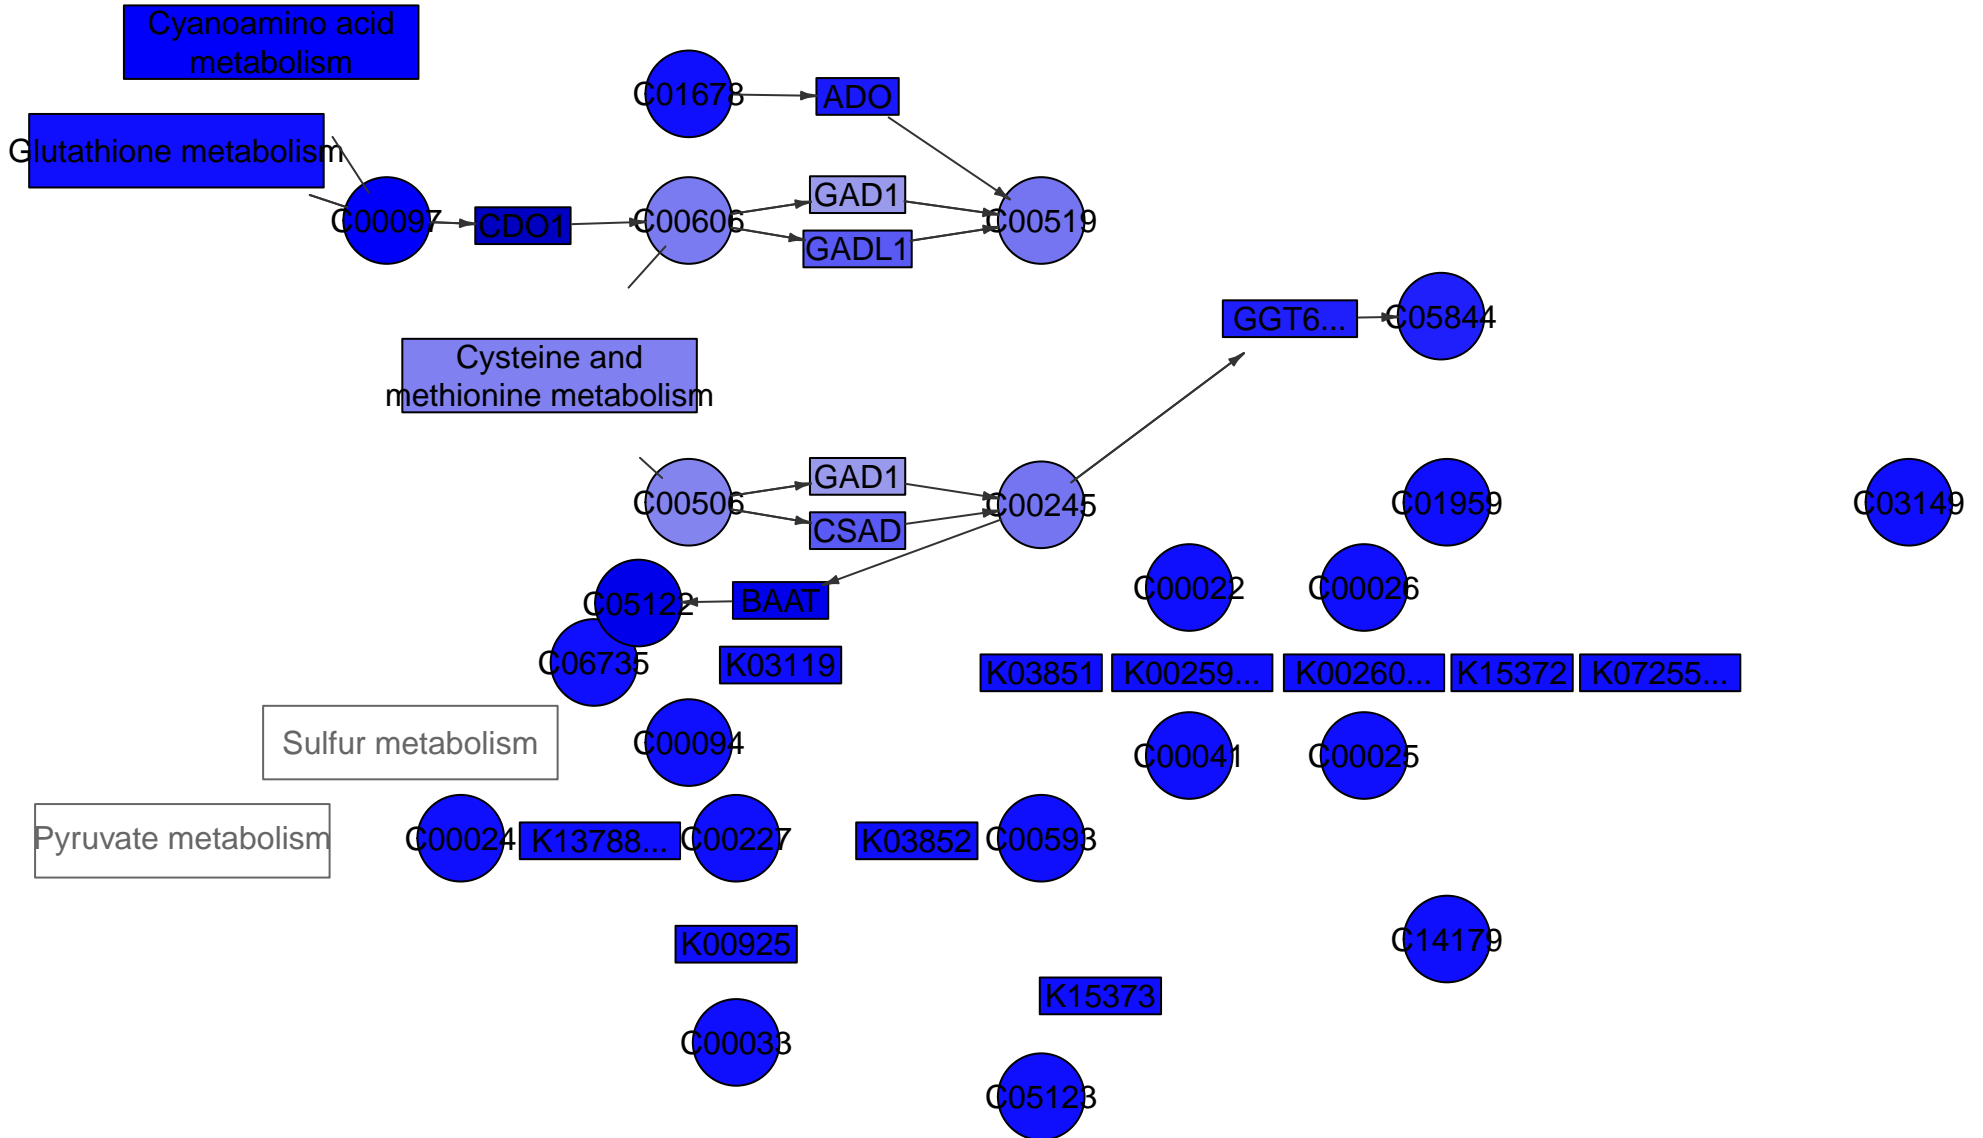 Cyanoamino acid
metabolism
C01678
ADO
Glutathione metabolism
C00097
CDO1
C00606
GAD1
GADL1
C00519
GGT6...
C05844
Cysteine and
methionine metabolism
C00506
GAD1
CSAD
C00245
C01959
C03149
C05122
BAAT
C00022
C00026
C06735
K03119
K03851
K00259...
K00260...
K15372
K07255...
Sulfur metabolism
C00094
C00041
C00025
Pyruvate metabolism
C00024
K13788...
C00227
K03852
C00593
K00925
C14179
K15373
C00033
C05123